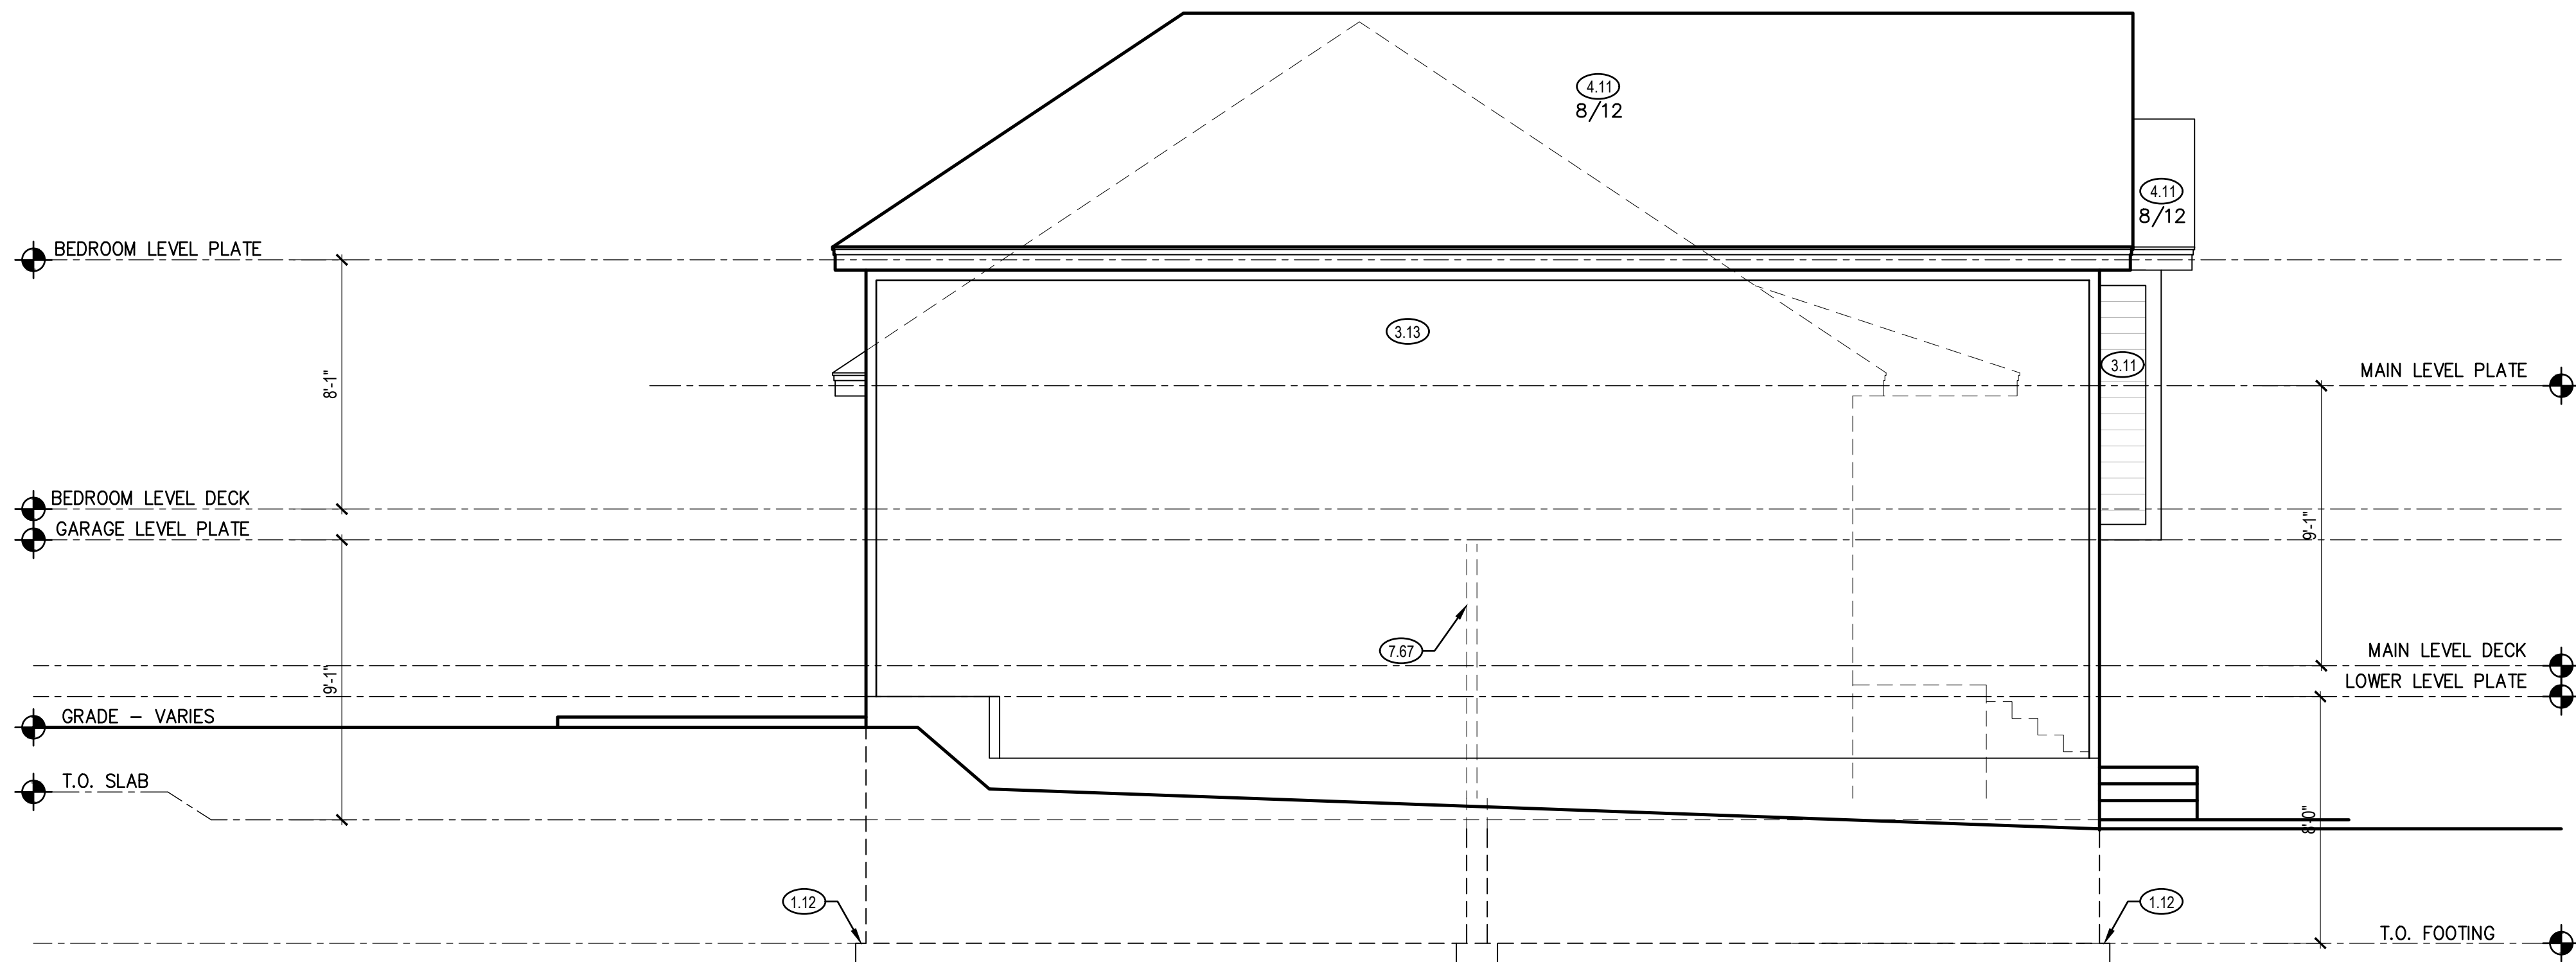 4.11
8/12
4.11
8/12
BEDROOM LEVEL PLATE
3.13
3.11
MAIN LEVEL PLATE
8'-1"
BEDROOM LEVEL DECK
GARAGE LEVEL PLATE
9'-1"
7.67
MAIN LEVEL DECK
LOWER LEVEL PLATE
9'-1"
GRADE – VARIES
T.O. SLAB
8'-0"
1.12
1.12
T.O. FOOTING